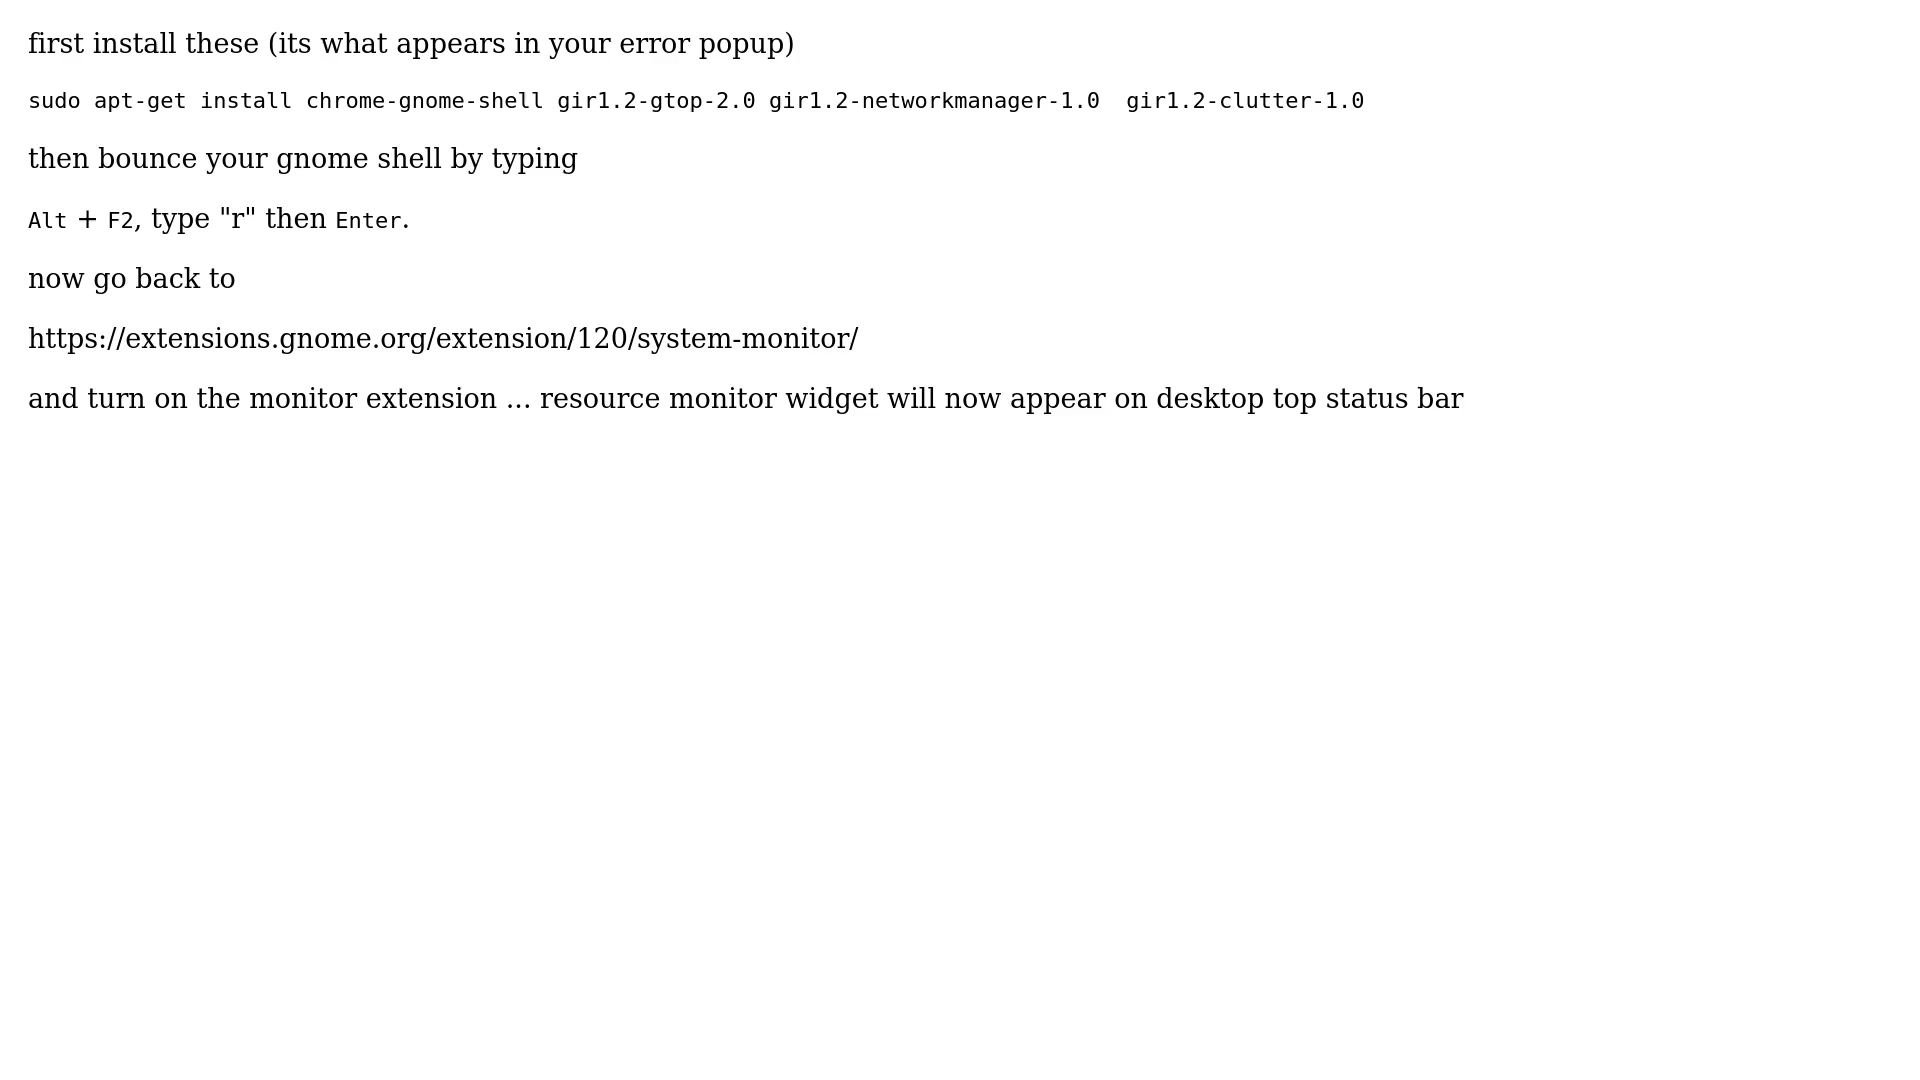 first install these (its what appears in your error popup)
sudo apt-get install chrome-gnome-shell gir1.2-gtop-2.0 gir1.2-networkmanager-1.0  gir1.2-clutter-1.0
then bounce your gnome shell by typing
Alt + F2, type "r" then Enter.
now go back to
https://extensions.gnome.org/extension/120/system-monitor/
and turn on the monitor extension ... resource monitor widget will now appear on desktop top status bar